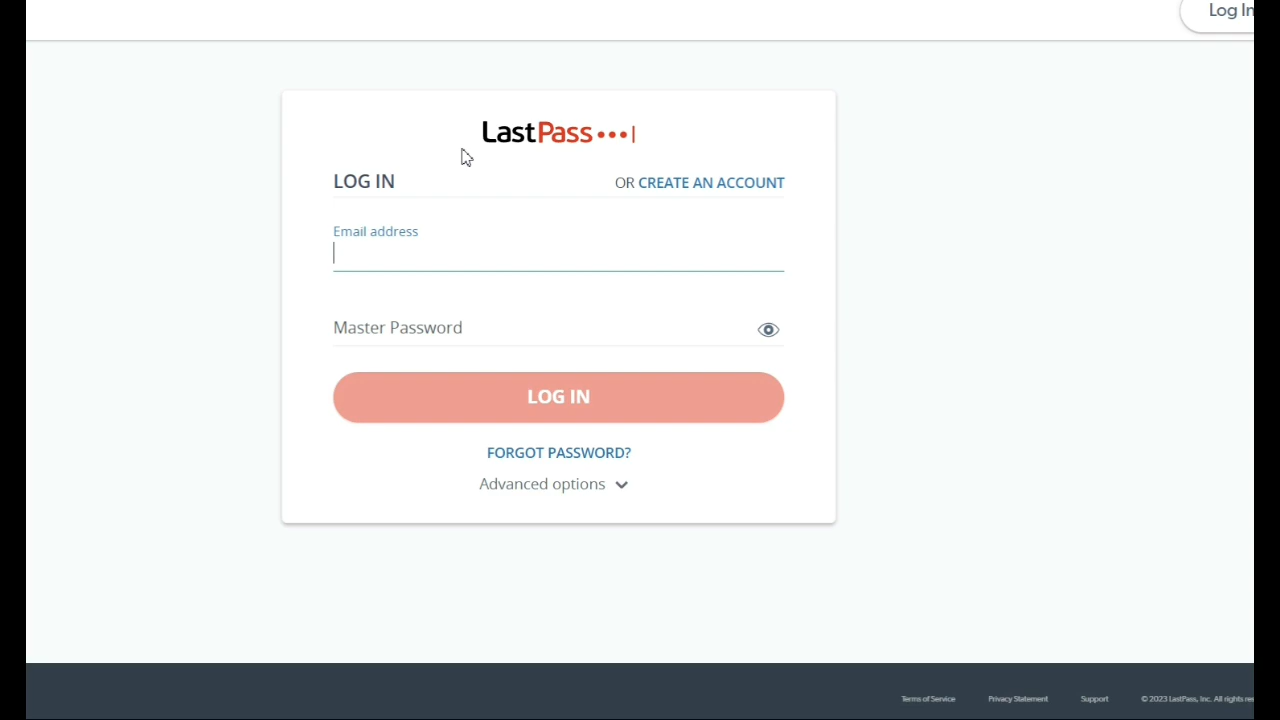 Log In
LastPass
LOG IN
OR CREATE AN ACCOUNT
Email address
Master Password
LOG IN
FORGOT PASSWORD?
Advanced options
Terms of Service Privacy Statement Support © 2023 LastPass, Inc. All rights